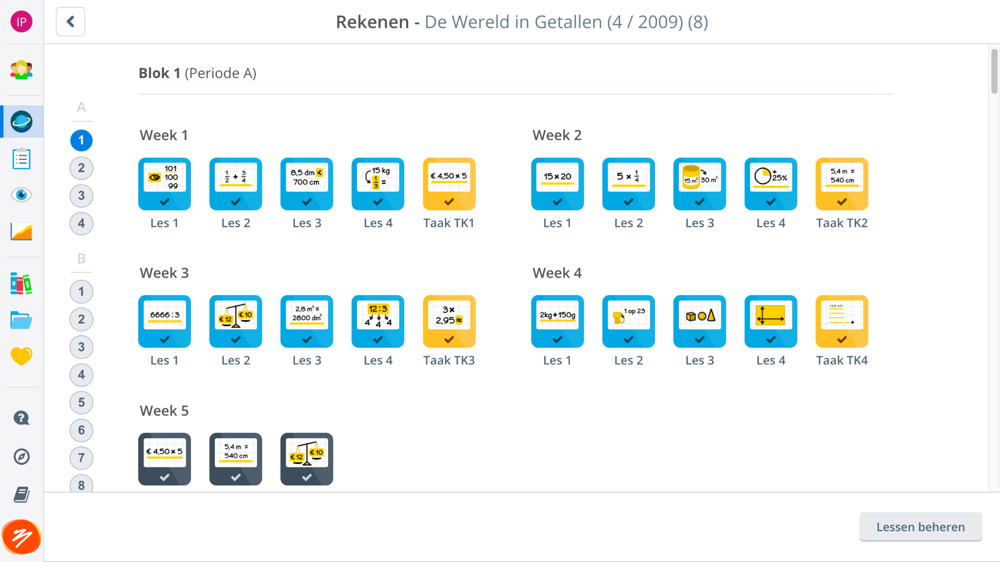 IP
Rekenen - De Wereld in Getallen (4 / 2009) (8)
Blok 1 (Periode A)
A
1
2
3
4
B
1
2
3
4
5
6
7
8
Week 1
101
100
99
Les 1
1/2 + 3/4
Les 2
8,5 dm <
700 cm
Les 3
15 kg
1/3 =
Les 4
€ 4,50 x 5
Taak TK1
Week 2
15 x 20
Les 1
5 x 1/4
Les 2
15 m² 30 m²
Les 3
+
25%
Les 4
5,4 m =
540 cm
Taak TK2
Week 3
6666 : 3
Les 1
€ 12 € 10
Les 2
2,8 m³ =
2800 dm³
Les 3
12 : 3
4 4 4
Les 4
3 x
2,95 ≈
Taak TK3
Week 4
2kg + 150g
Les 1
1 op 23
Les 2
Les 3
Les 4
125:25
+
Taak TK4
Week 5
€ 4,50 x 5
5,4 m =
540 cm
€ 12 € 10
Lessen beheren